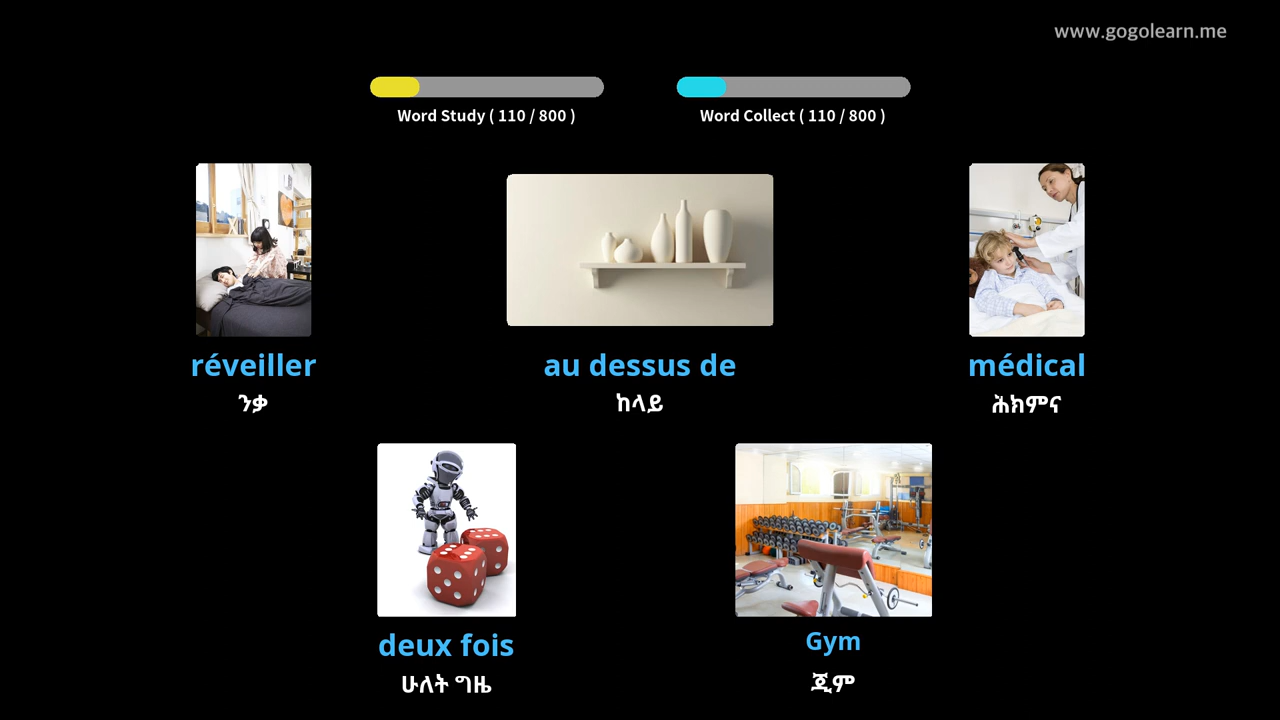 www.gogolearn.me
Word Study ( 110 / 800 )
Word Collect ( 110 / 800 )
réveiller
ንቃ
au dessus de
ከላይ
médical
ሕክምና
deux fois
ሁለት ግዜ
Gym
ጂም